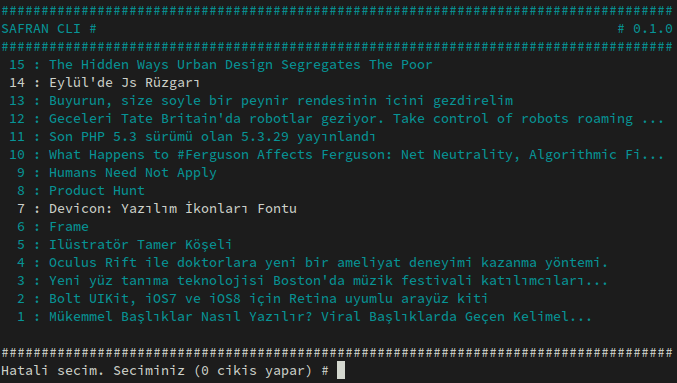 ####################################################################################
SAFRAN CLI # # 0.1.0
####################################################################################
15 : The Hidden Ways Urban Design Segregates The Poor
14 : Eylül'de Js Rüzgarı
13 : Buyurun, size soyle bir peynir rendesinin icini gezdirelim
12 : Geceleri Tate Britain'da robotlar geziyor. Take control of robots roaming ...
11 : Son PHP 5.3 sürümü olan 5.3.29 yayınlandı
10 : What Happens to #Ferguson Affects Ferguson: Net Neutrality, Algorithmic Fi...
9 : Humans Need Not Apply
8 : Product Hunt
7 : Devicon: Yazılım İkonları Fontu
6 : Frame
5 : Ilüstratör Tamer Köşeli
4 : Oculus Rift ile doktorlara yeni bir ameliyat deneyimi kazanma yöntemi.
3 : Yeni yüz tanıma teknolojisi Boston'da müzik festivali katılımcıları...
2 : Bolt UIKit, iOS7 ve iOS8 için Retina uyumlu arayüz kiti
1 : Mükemmel Başlıklar Nasıl Yazılır? Viral Başlıklarda Geçen Kelimel...
####################################################################################
Hatali secim. Seciminiz (0 cikis yapar) #